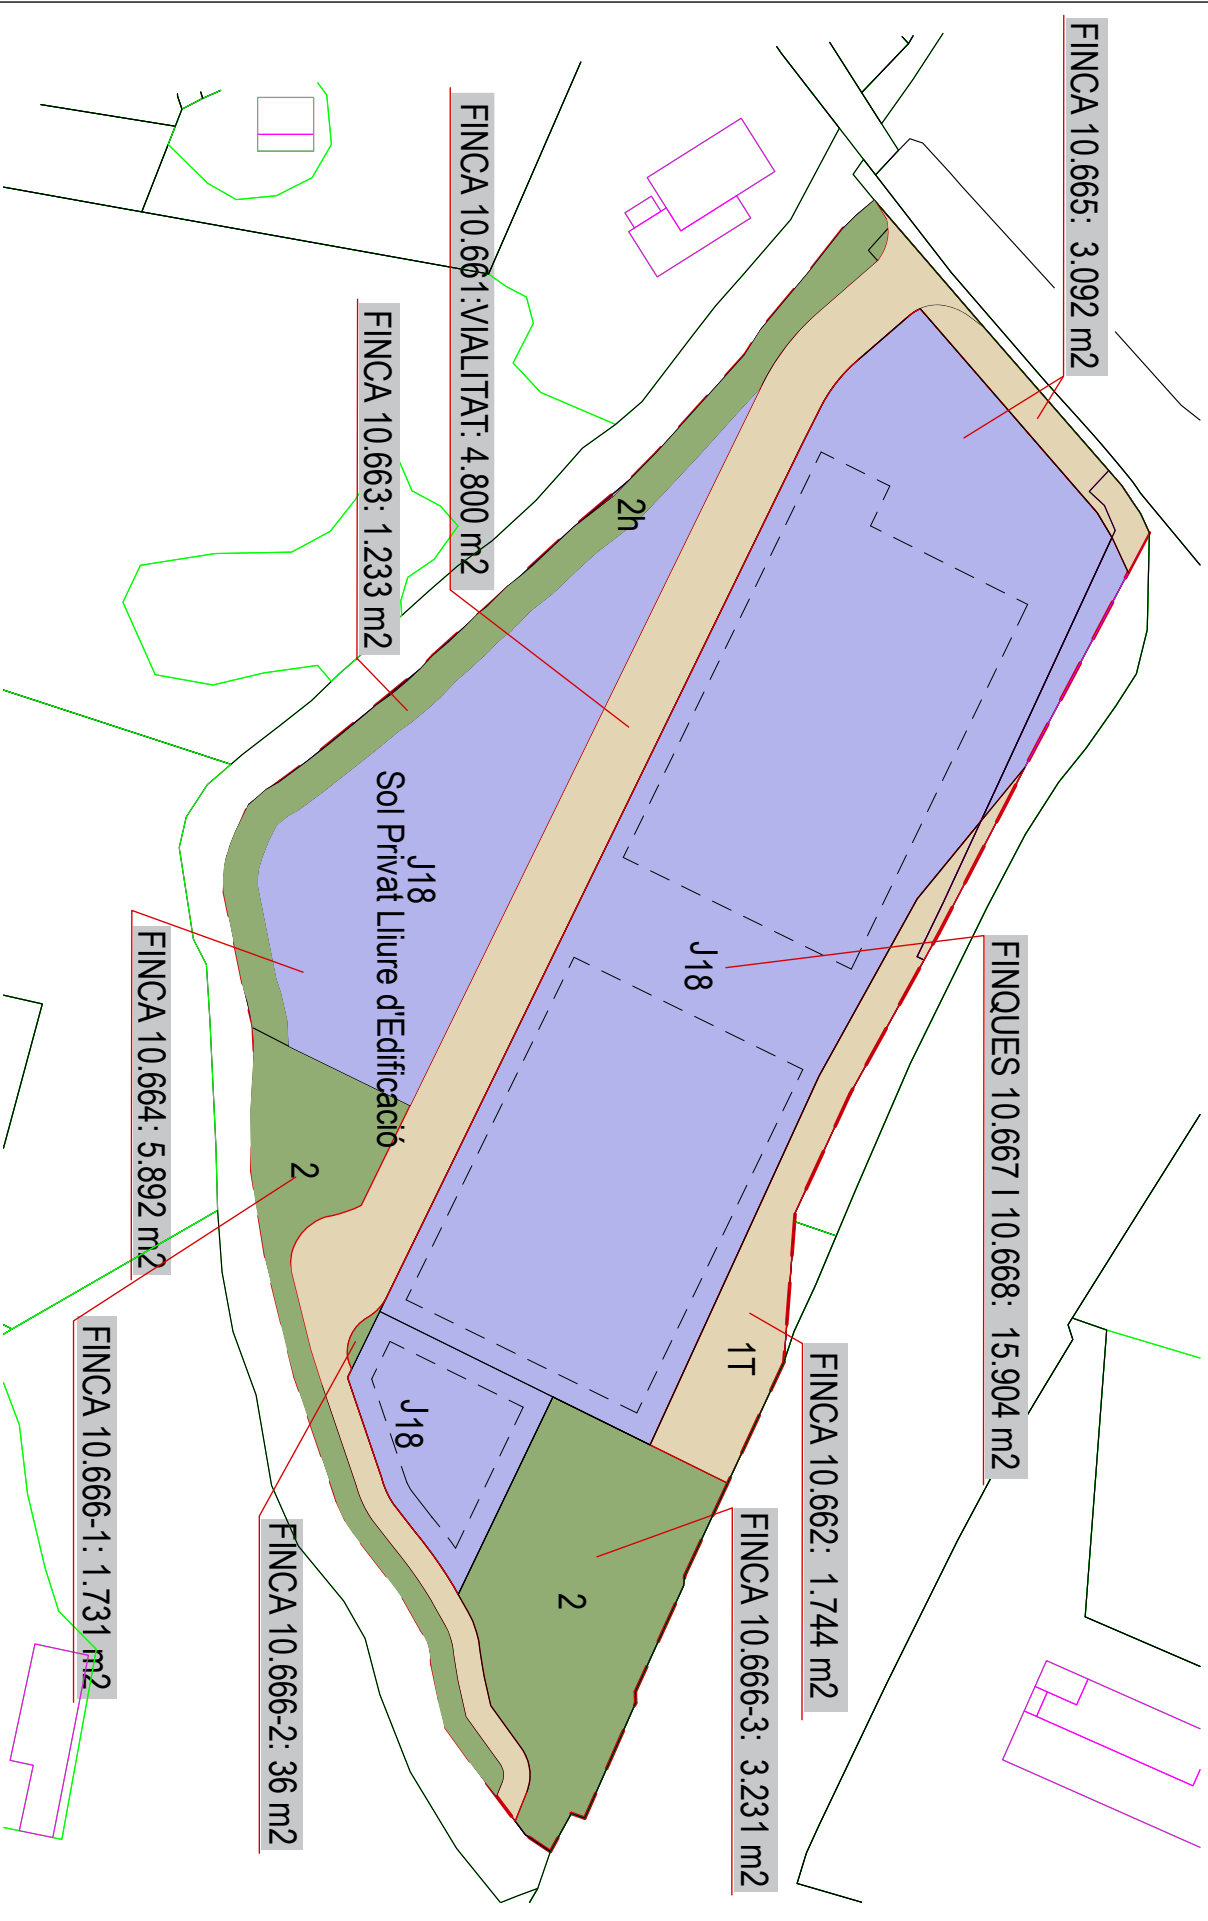 FINCA 10.665: 3.092 m2
FINCA 10.661:VIALITAT: 4.800 m2
FINCA 10.663: 1.233 m2
2h
J18
Sol Privat Lliure d'Edificació
J18
FINQUES 10.667 I 10.668: 15.904 m2
FINCA 10.664: 5.892 m2
2
1T
FINCA 10.662: 1.744 m2
J18
2
FINCA 10.666-3: 3.231 m2
FINCA 10.666-2: 36 m2
FINCA 10.666-1: 1.731 m2